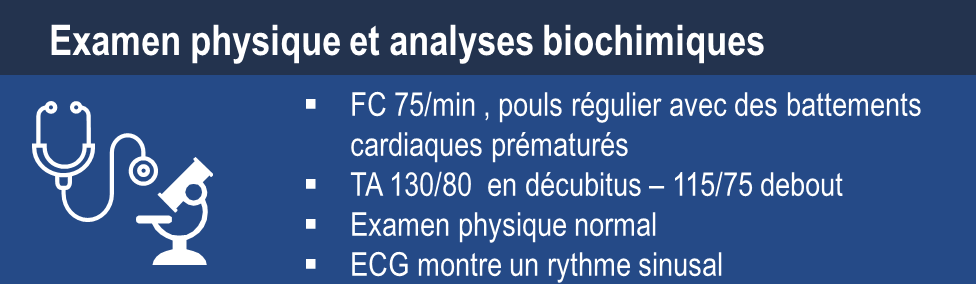 Examen physique et analyses biochimiques
▪ FC 75/min , pouls régulier avec des battements
cardiaques prématurés
▪ TA 130/80 en décubitus – 115/75 debout
▪ Examen physique normal
▪ ECG montre un rythme sinusal